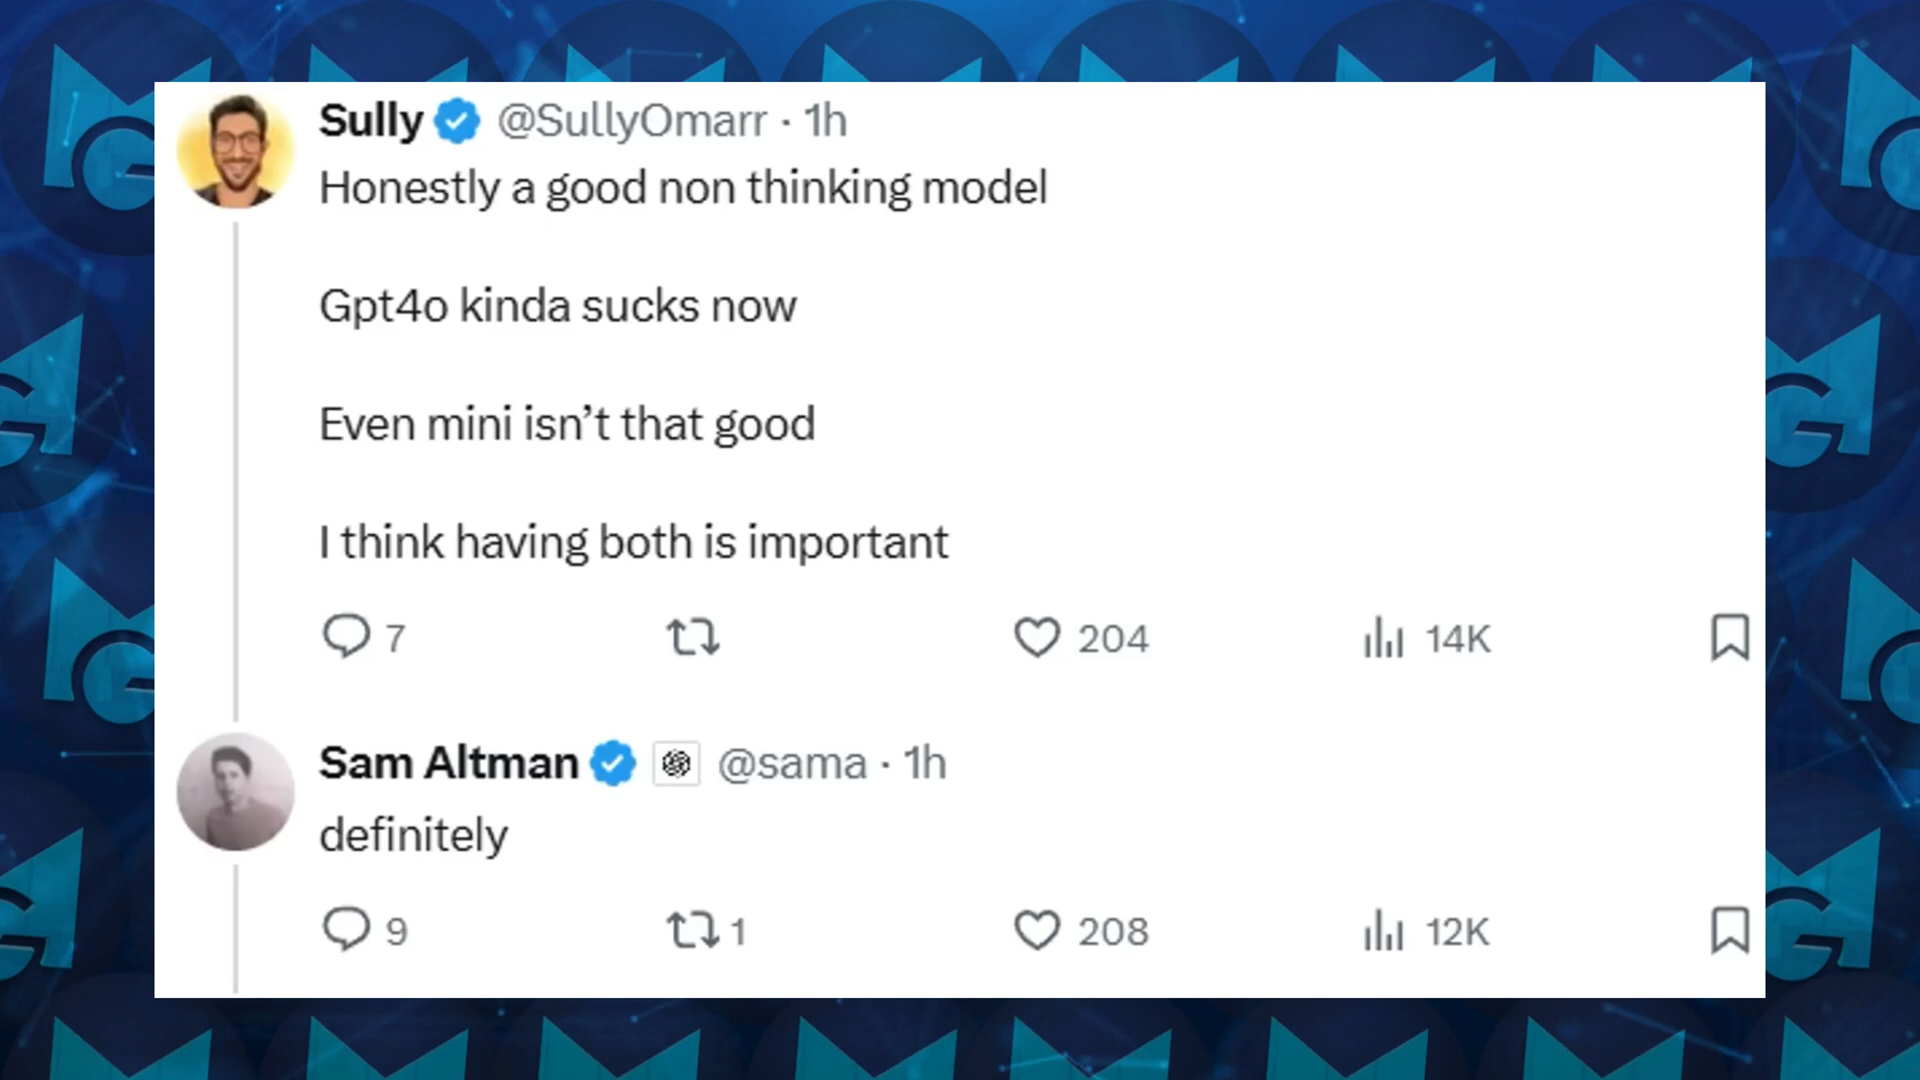 Sully @SullyOmarr · 1h
Honestly a good non thinking model
Gpt4o kinda sucks now
Even mini isn’t that good
I think having both is important
7 204 14K
Sam Altman @sama · 1h
definitely
9 1 208 12K